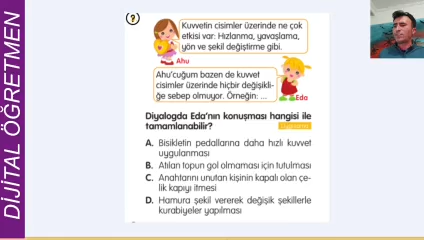 DİJİTAL ÖĞRETMEN
?
Kuvvetin cisimler üzerinde ne çok
etkisi var: Hızlanma, yavaşlama,
yön ve şekil değiştirme gibi.
Ahu
Ahu'cuğum bazen de kuvvet
cisimler üzerinde hiçbir değişikli-
ğe sebep olmuyor. Örneğin: ...
Eda
Diyalogda Eda'nın konuşması hangisi ile
tamamlanabilir?
A. Bisikletin pedallarına daha hızlı kuvvet
uygulanması
B. Atılan topun gol olmaması için tutulması
C. Anahtarını unutan kişinin kapalı olan çe-
lik kapıyı itmesi
D. Hamura şekil vererek değişik şekillerle
kurabiyeler yapılması